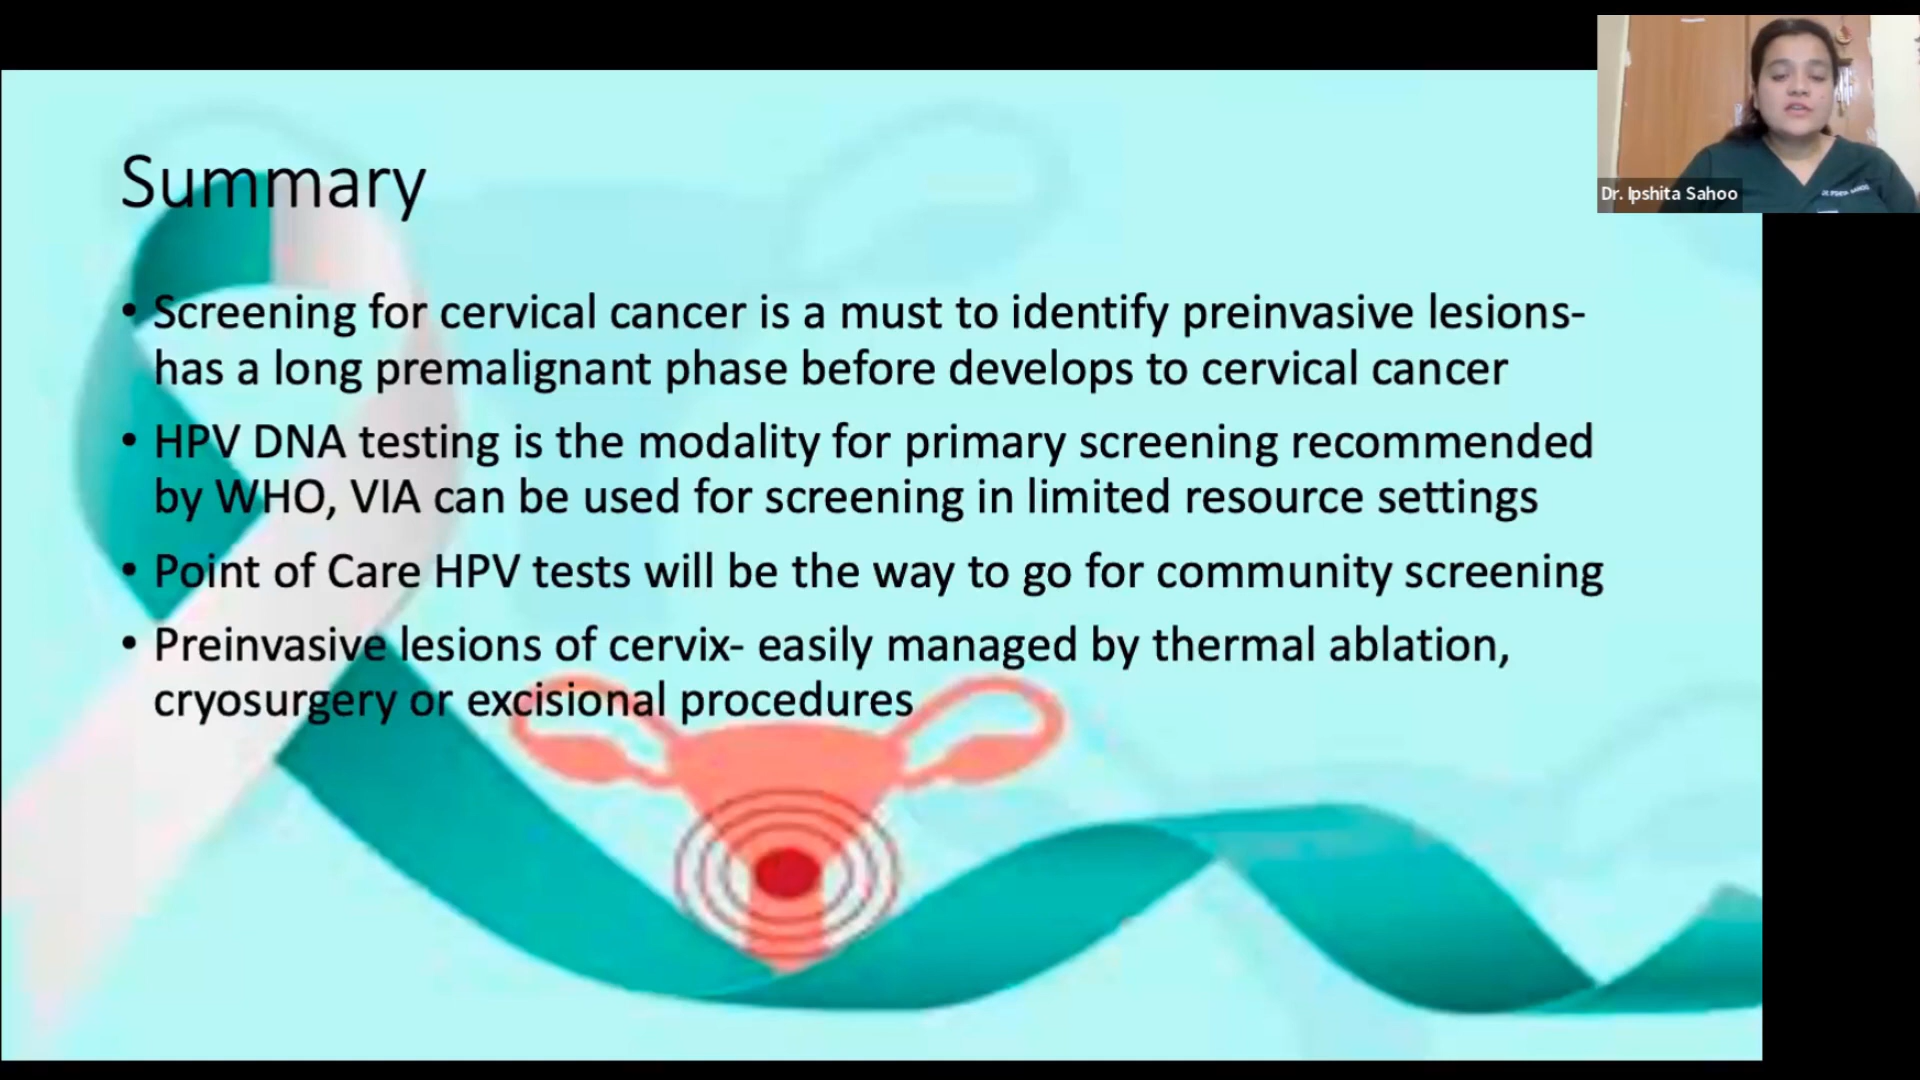 Summary
• Screening for cervical cancer is a must to identify preinvasive lesions-
has a long premalignant phase before develops to cervical cancer
• HPV DNA testing is the modality for primary screening recommended
by WHO, VIA can be used for screening in limited resource settings
• Point of Care HPV tests will be the way to go for community screening
• Preinvasive lesions of cervix- easily managed by thermal ablation,
cryosurgery or excisional procedures
Dr. Ipshita Sahoo